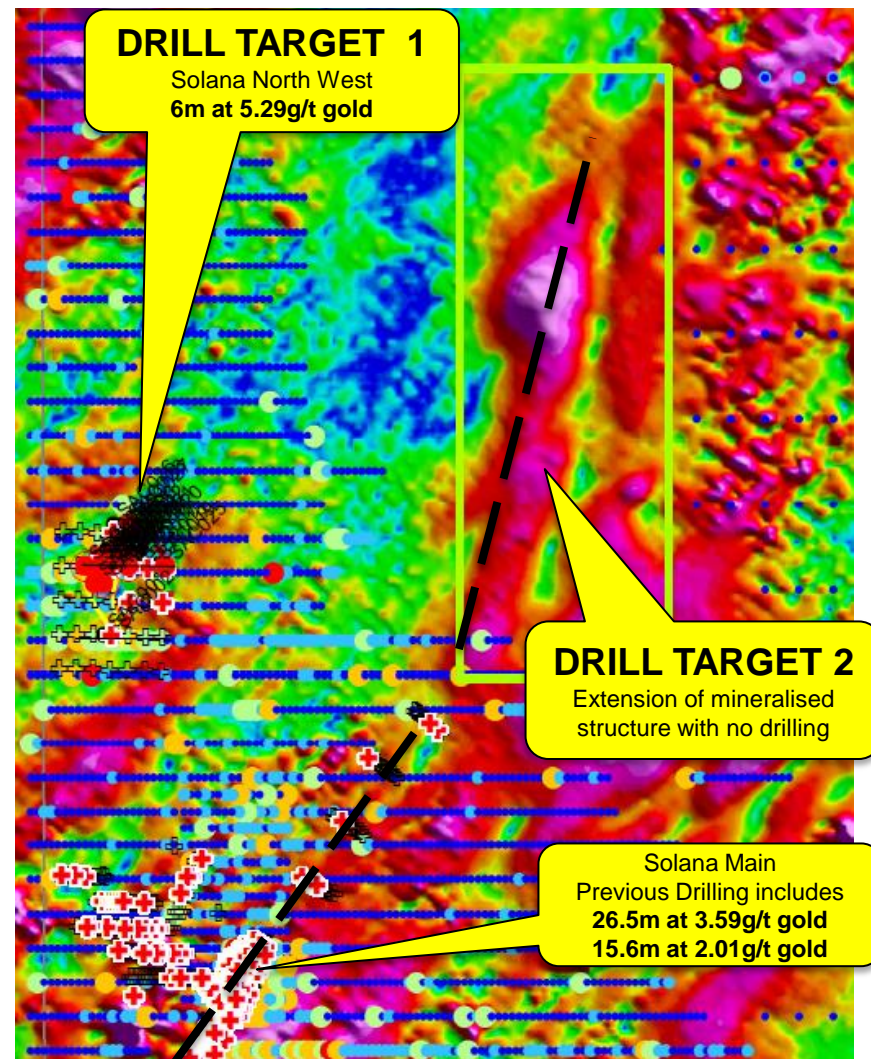 DRILL TARGET 1
Solana North West
6m at 5.29g/t gold
DRILL TARGET 2
Extension of mineralised
structure with no drilling
Solana Main
Previous Drilling includes
26.5m at 3.59g/t gold
15.6m at 2.01g/t gold